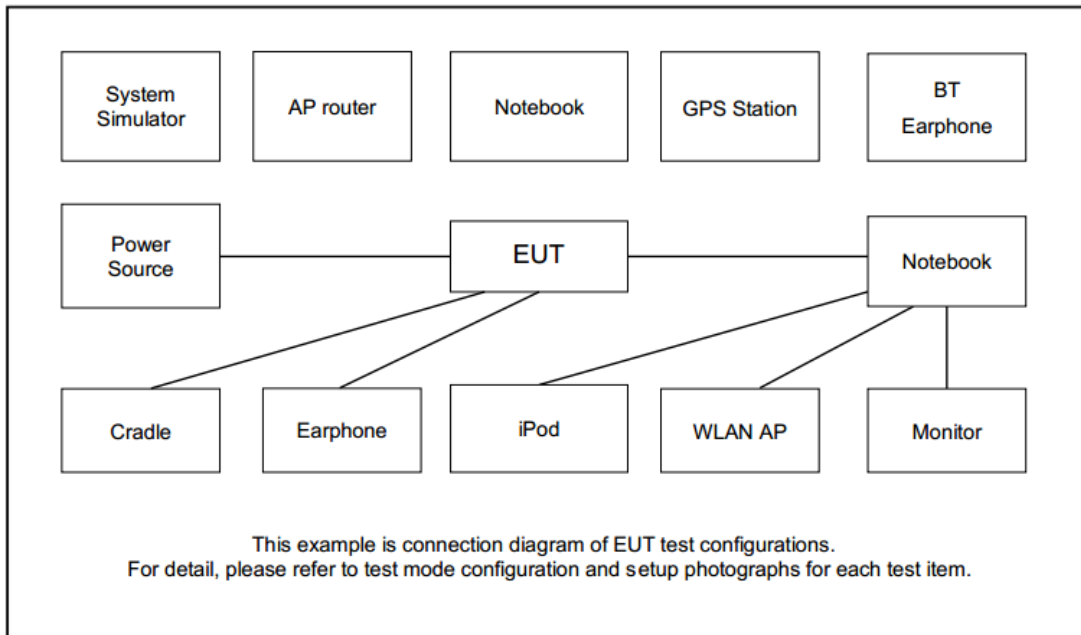 System
Simulator
AP router
Notebook
GPS Station
BT
Earphone
Power
Source
EUT
Notebook
Cradle
Earphone
iPod
WLAN AP
Monitor
This example is connection diagram of EUT test configurations.
For detail, please refer to test mode configuration and setup photographs for each test item.